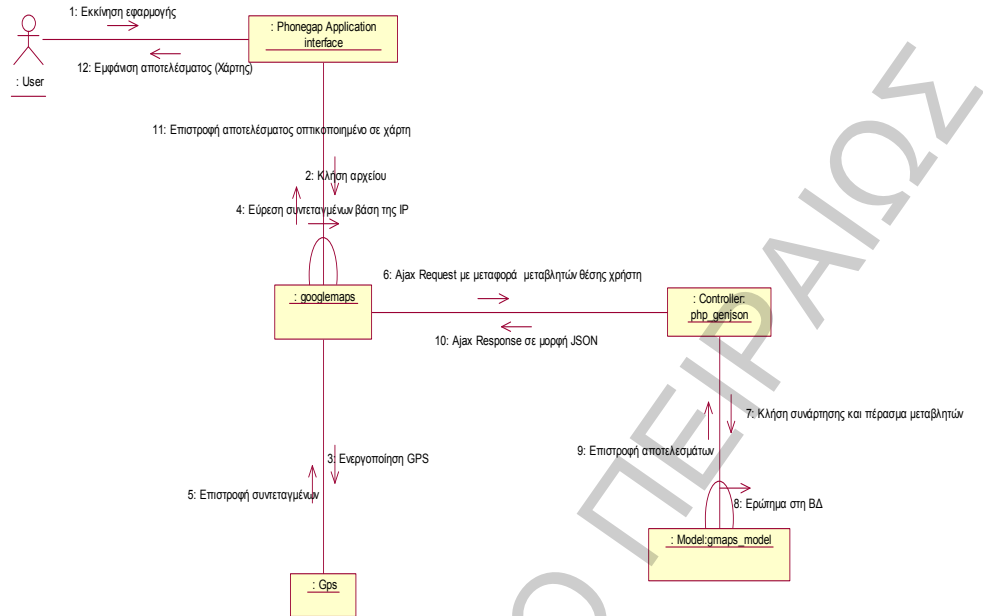 1: Εκκίνηση εφαρμογής
: Phonegap Application
interface
12: Εμφάνιση αποτελέσματος (Χάρτης)
: User
11: Επιστροφή αποτελέσματος οπτικοποιημένο σε χάρτη
2: Κλήση αρχείου
4: Εύρεση συντεταγμένων βάση της IP
6: Ajax Request με μεταφορά μεταβλητών θέσης χρήστη
: googlemaps
: Controller:
php_genjson
10: Ajax Response σε μορφή JSON
7: Κλήση συνάρτησης και πέρασμα μεταβλητών
9: Επιστροφή αποτελεσμάτων
3: Ενεργοποίηση GPS
5: Επιστροφή συντεταγμένων
8: Ερώτημα στη ΒΔ
: Model:gmaps_model
: Gps
Ο ΠΕΙΡΑΙΩΣ